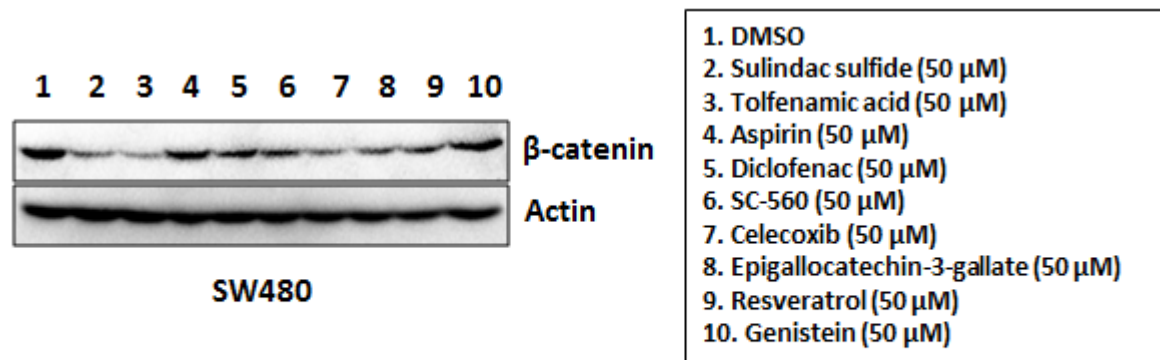 1 2 3 4 5 6 7 8 9 10
β-catenin
Actin
SW480
1. DMSO
2. Sulindac sulfide (50 µM)
3. Tolfenamic acid (50 µM)
4. Aspirin (50 µM)
5. Diclofenac (50 µM)
6. SC-560 (50 µM)
7. Celecoxib (50 µM)
8. Epigallocatechin-3-gallate (50 µM)
9. Resveratrol (50 µM)
10. Genistein (50 µM)